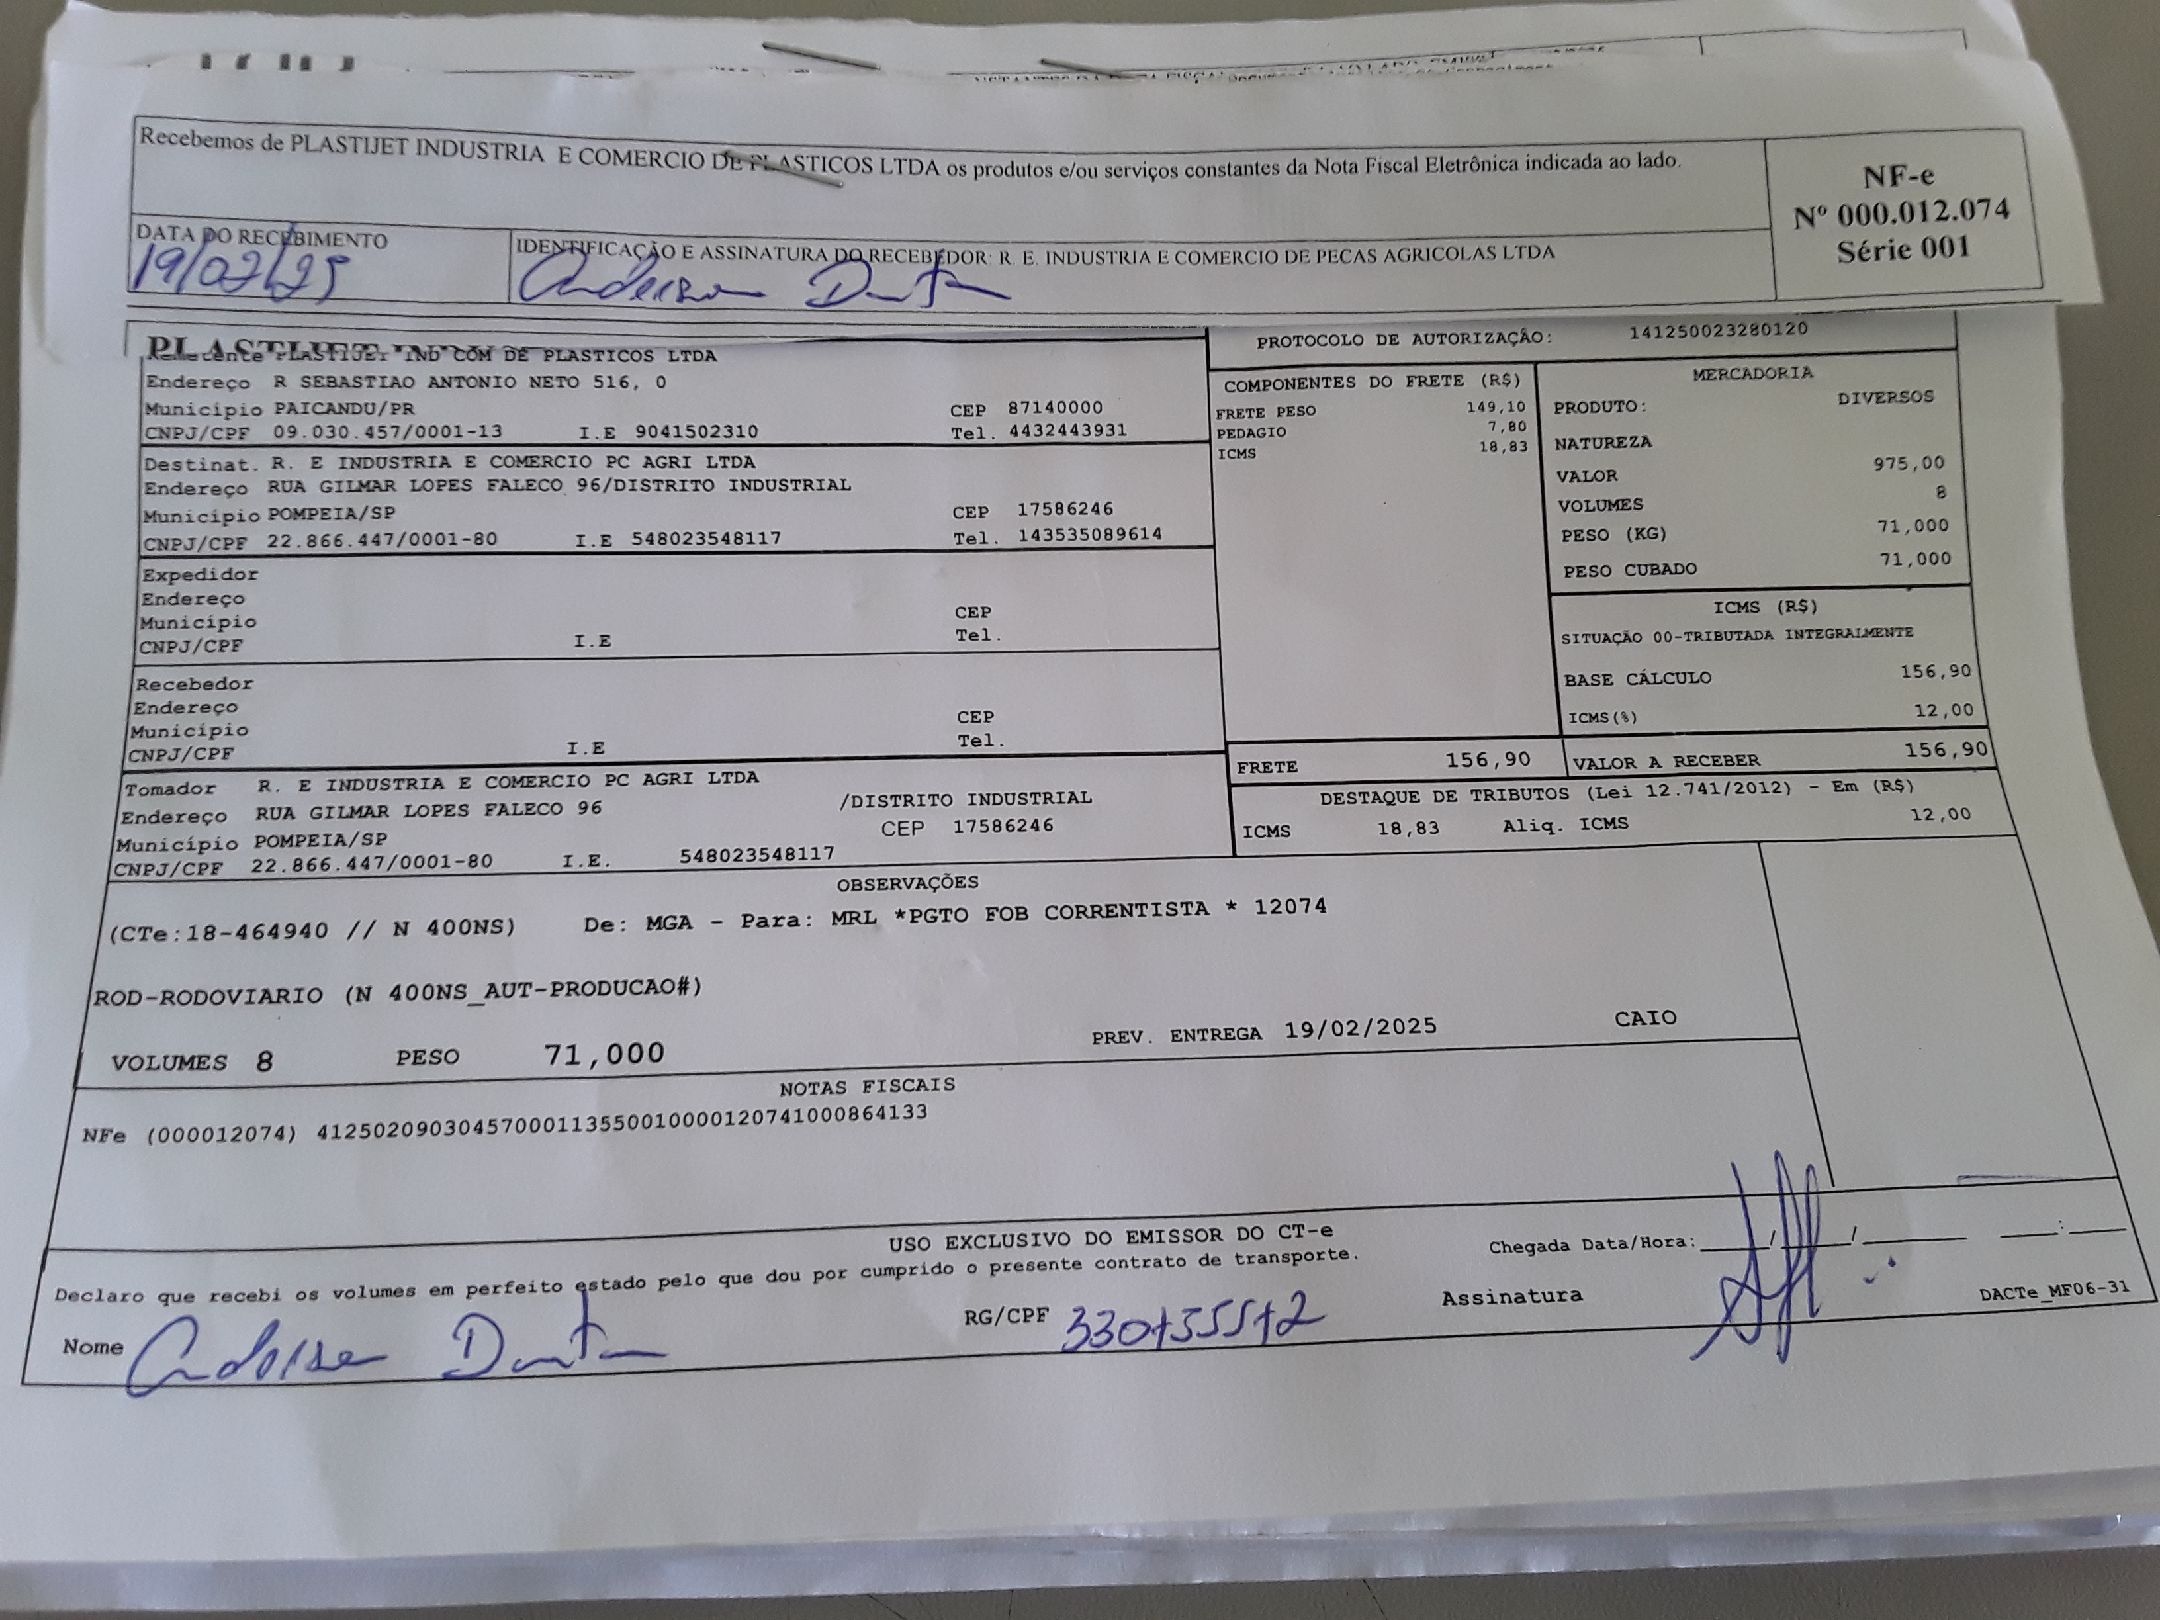 Recebemos de PLASTIJET INDUSTRIA E COMERCIO DE PLASTICOS LTDA os produtos e/ou serviços constantes da Nota Fiscal Eletrônica indicada ao lado.
NF-e
Nº 000.012.074
Série 001
DATA DO RECEBIMENTO
19/02/25
IDENTIFICAÇÃO E ASSINATURA DO RECEBEDOR: R. E. INDUSTRIA E COMERCIO DE PECAS AGRICOLAS LTDA
Anderson Dantas
PLASTIJET IND COM DE PLASTICOS LTDA
Endereço R SEBASTIAO ANTONIO NETO 516, 0
Município PAICANDU/PR CEP 87140000
CNPJ/CPF 09.030.457/0001-13 I.E 9041502310 Tel. 4432443931
Destinat. R. E INDUSTRIA E COMERCIO PC AGRI LTDA
Endereço RUA GILMAR LOPES FALECO 96/DISTRITO INDUSTRIAL
Município POMPEIA/SP CEP 17586246
CNPJ/CPF 22.866.447/0001-80 I.E 548023548117 Tel. 143535089614
Expedidor
Endereço
Município CEP
CNPJ/CPF I.E Tel.
Recebedor
Endereço
Município CEP
CNPJ/CPF I.E Tel.
Tomador R. E INDUSTRIA E COMERCIO PC AGRI LTDA
Endereço RUA GILMAR LOPES FALECO 96 /DISTRITO INDUSTRIAL
Município POMPEIA/SP CEP 17586246
CNPJ/CPF 22.866.447/0001-80 I.E. 548023548117
PROTOCOLO DE AUTORIZAÇÃO: 141250023280120
COMPONENTES DO FRETE (R$)
FRETE PESO 149,10
PEDAGIO 7,80
ICMS 18,83
MERCADORIA
PRODUTO: DIVERSOS
NATUREZA
VALOR 975,00
VOLUMES 8
PESO (KG) 71,000
PESO CUBADO 71,000
ICMS (R$)
SITUAÇÃO 00-TRIBUTADA INTEGRALMENTE
BASE CÁLCULO 156,90
ICMS(%) 12,00
FRETE 156,90 VALOR A RECEBER 156,90
DESTAQUE DE TRIBUTOS (Lei 12.741/2012) - Em (R$)
ICMS 18,83 Aliq. ICMS 12,00
OBSERVAÇÕES
(CTe:18-464940 // N 400NS) De: MGA - Para: MRL *PGTO FOB CORRENTISTA * 12074
ROD-RODOVIARIO (N 400NS_AUT-PRODUCAO#)
VOLUMES 8 PESO 71,000 PREV. ENTREGA 19/02/2025 CAIO
NOTAS FISCAIS
NFe (000012074) 41250209030457000113550010000120741000864133
USO EXCLUSIVO DO EMISSOR DO CT-e
Declaro que recebi os volumes em perfeito estado pelo que dou por cumprido o presente contrato de transporte.
Chegada Data/Hora: ____/____/______ ___:___
Nome Anderson Dantas RG/CPF Assinatura
DACTe_MF06-31